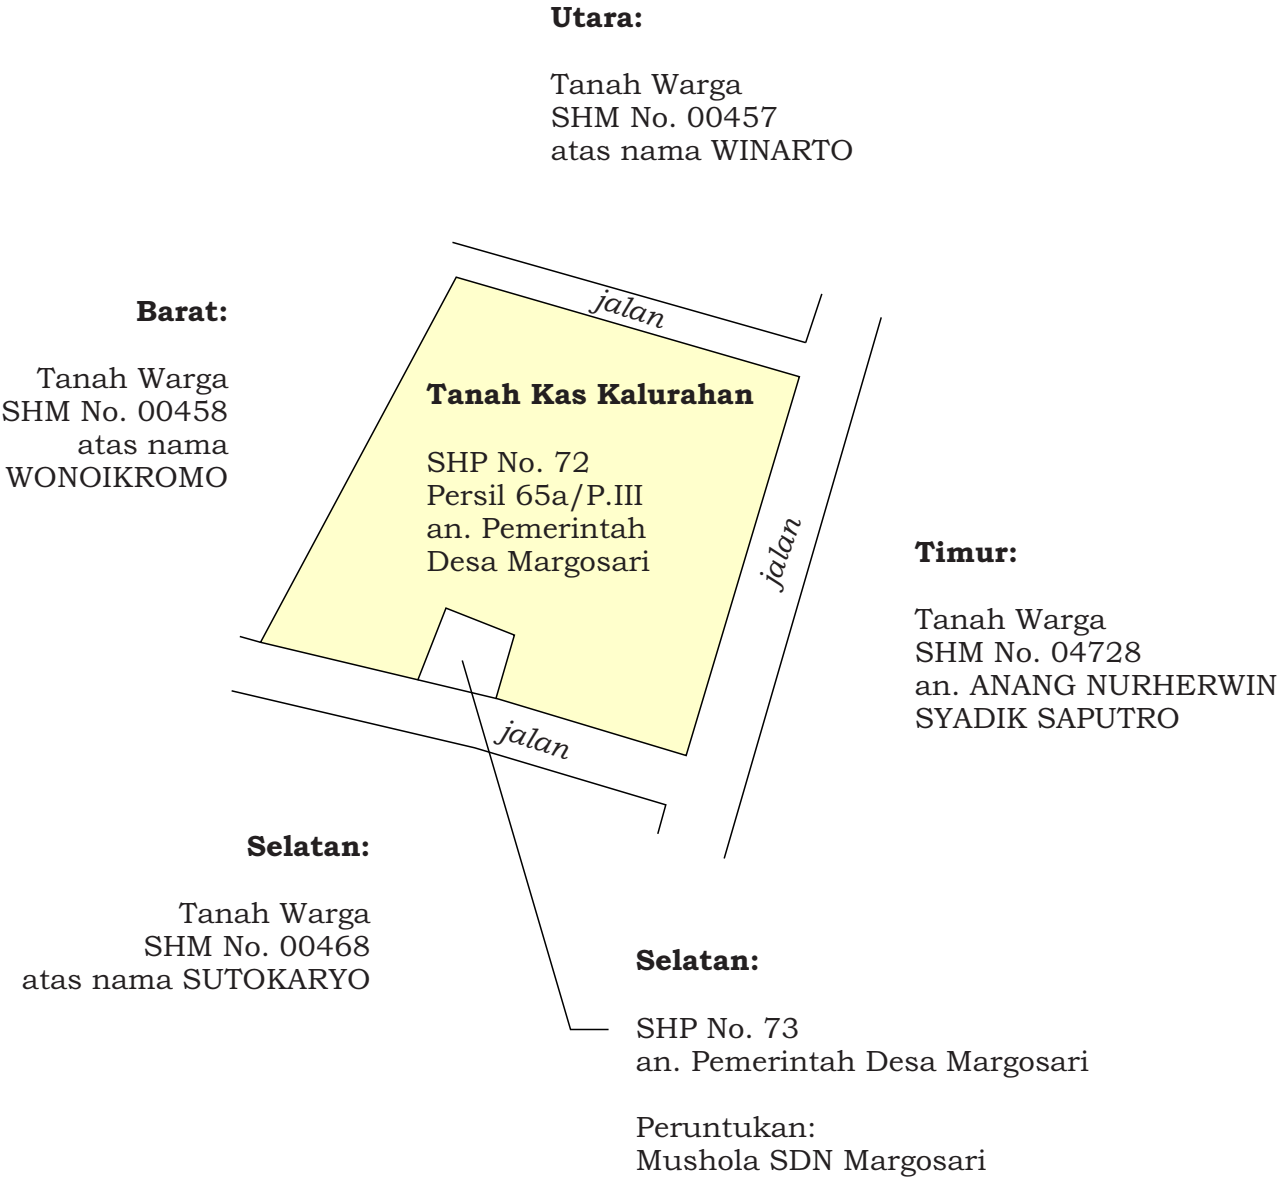 Utara:
Tanah Warga
SHM No. 00457
atas nama WINARTO
jalan
Barat:
Tanah Warga
SHM No. 00458
atas nama
WONOIKROMO
Tanah Kas Kalurahan
SHP No. 72
Persil 65a/P.III
an. Pemerintah
Desa Margosari
jalan
Timur:
Tanah Warga
SHM No. 04728
an. ANANG NURHERWIN
SYADIK SAPUTRO
jalan
Selatan:
Tanah Warga
SHM No. 00468
atas nama SUTOKARYO
Selatan:
SHP No. 73
an. Pemerintah Desa Margosari
Peruntukan:
Mushola SDN Margosari